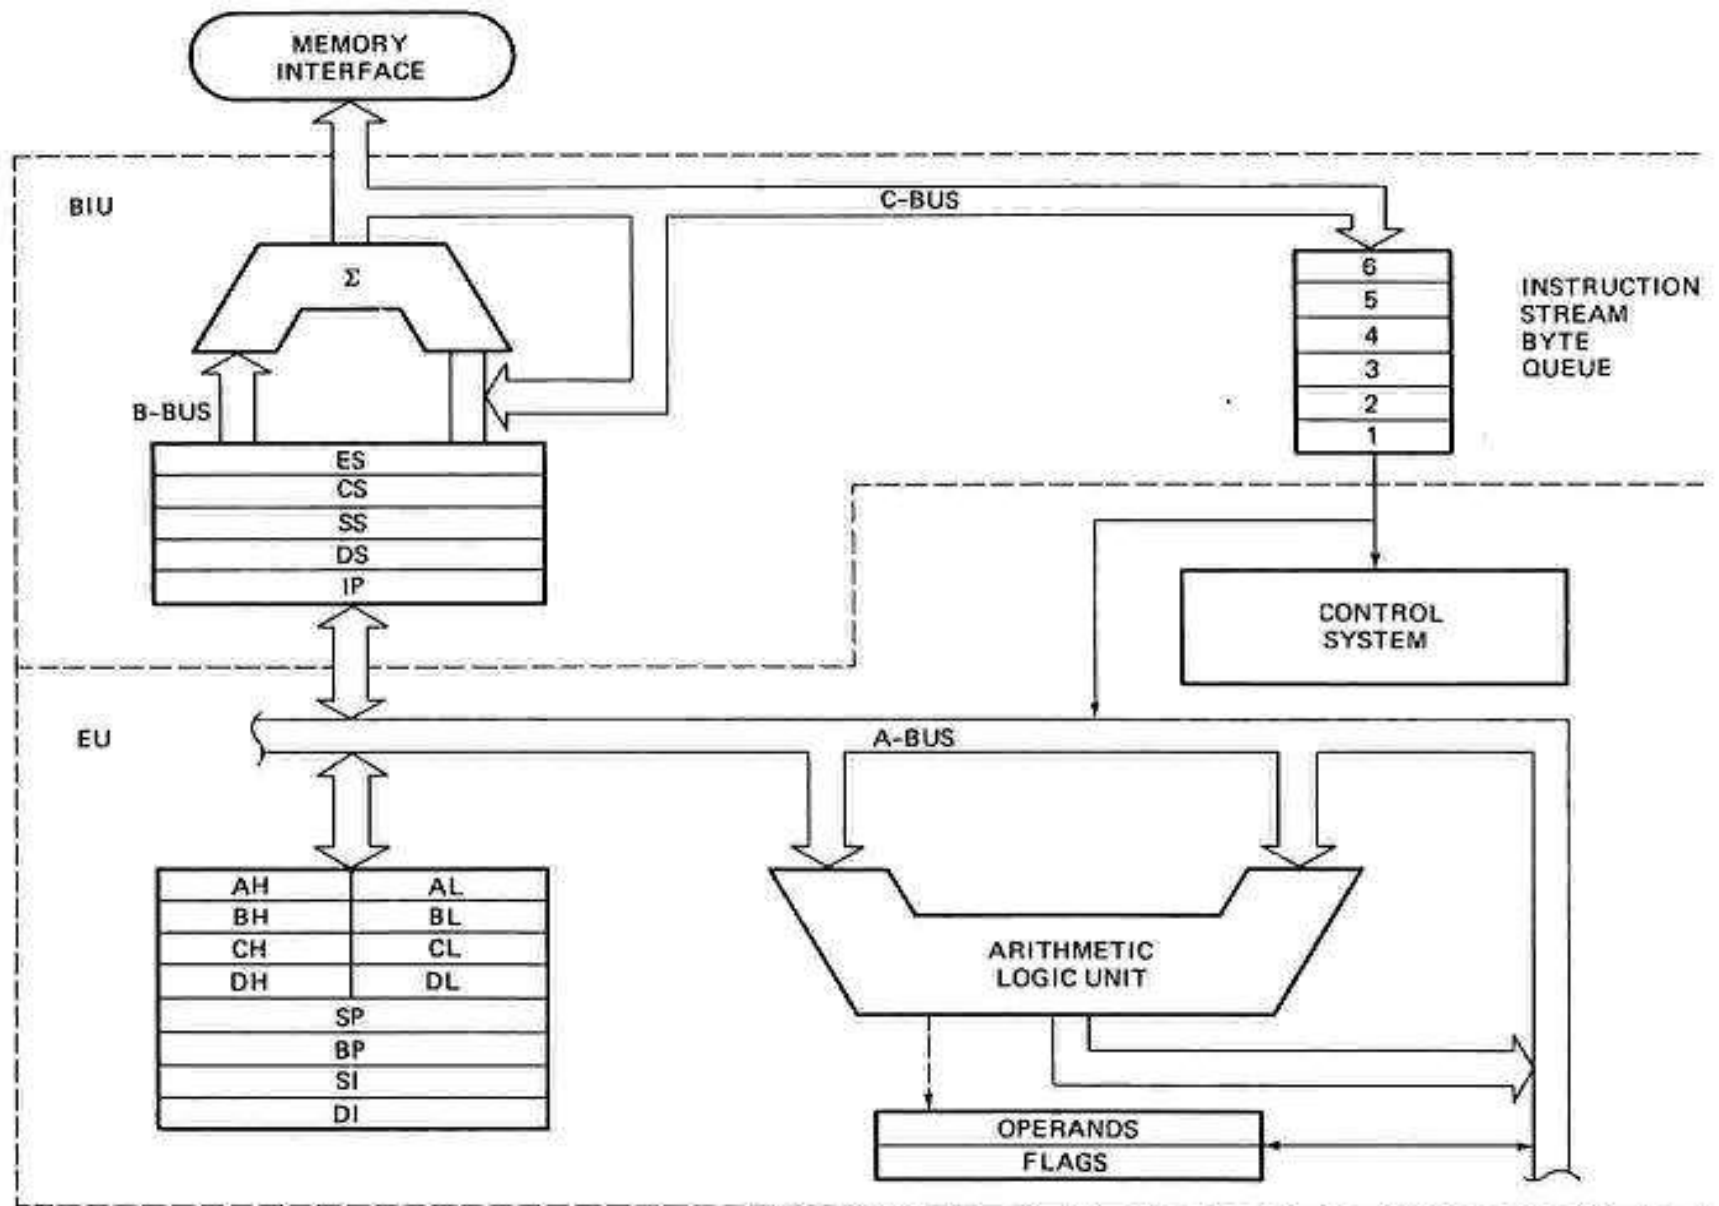 MEMORY
INTERFACE
BIU
C-BUS
Σ
6
5
4
3
2
1
INSTRUCTION
STREAM
BYTE
QUEUE
B-BUS
ES
CS
SS
DS
IP
CONTROL
SYSTEM
EU
A-BUS
AH AL
BH BL
CH CL
DH DL
SP
BP
SI
DI
ARITHMETIC
LOGIC UNIT
OPERANDS
FLAGS